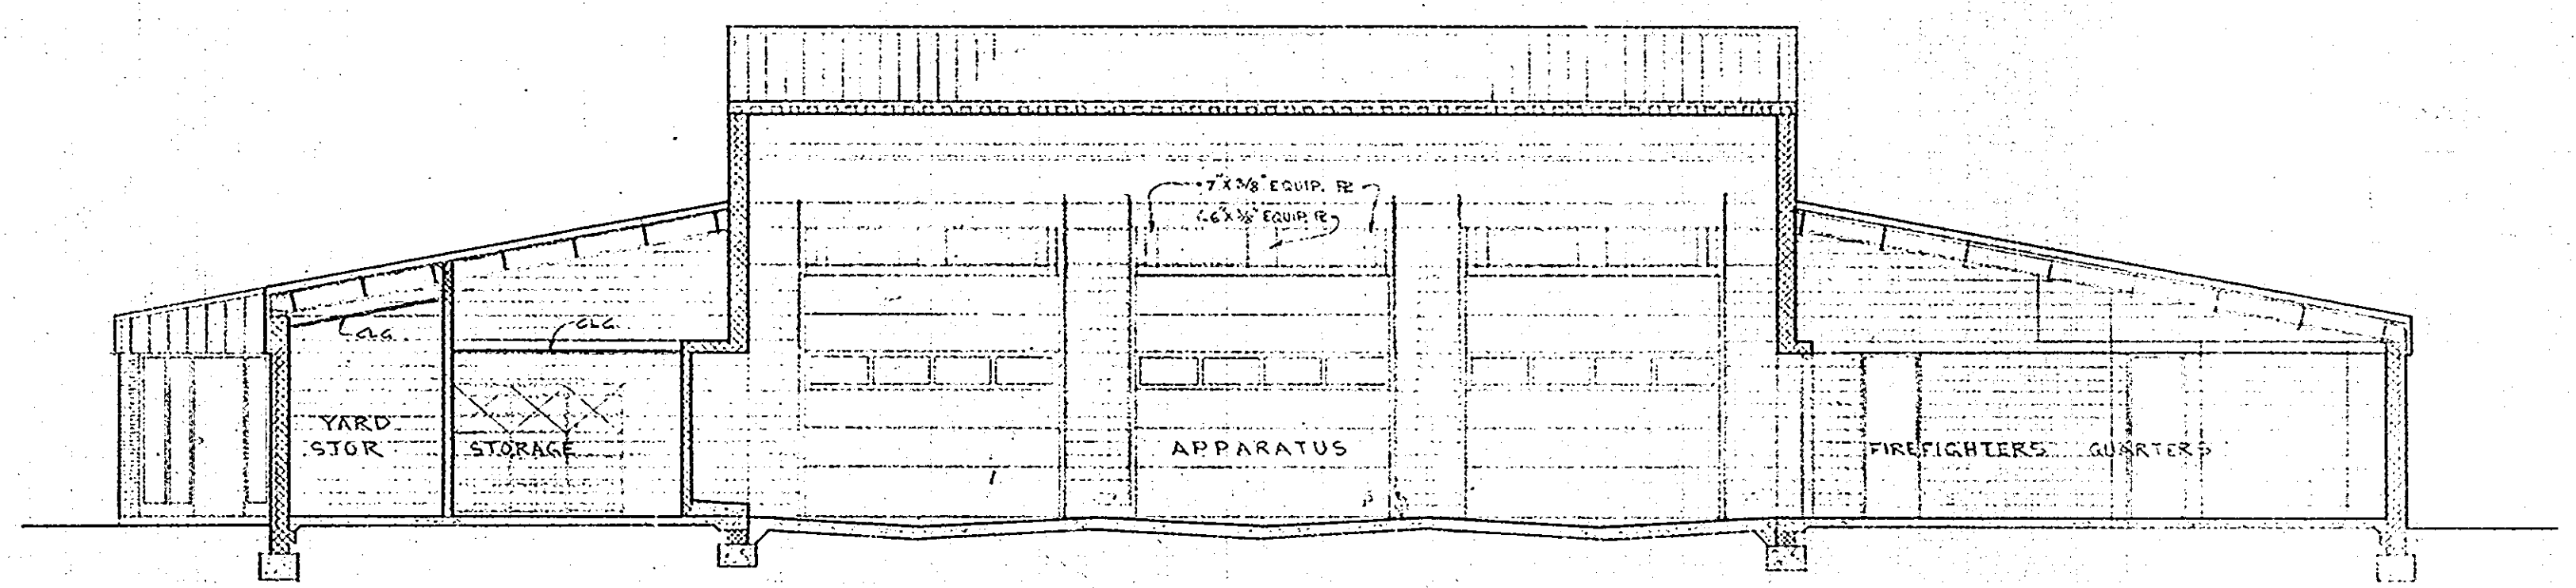 7"X 3/8" EQUIP. PL
6"X 3/8" EQUIP. PL
CLG.
CLG.
YARD
STOR
STORAGE
APPARATUS
FIREFIGHTERS QUARTERS